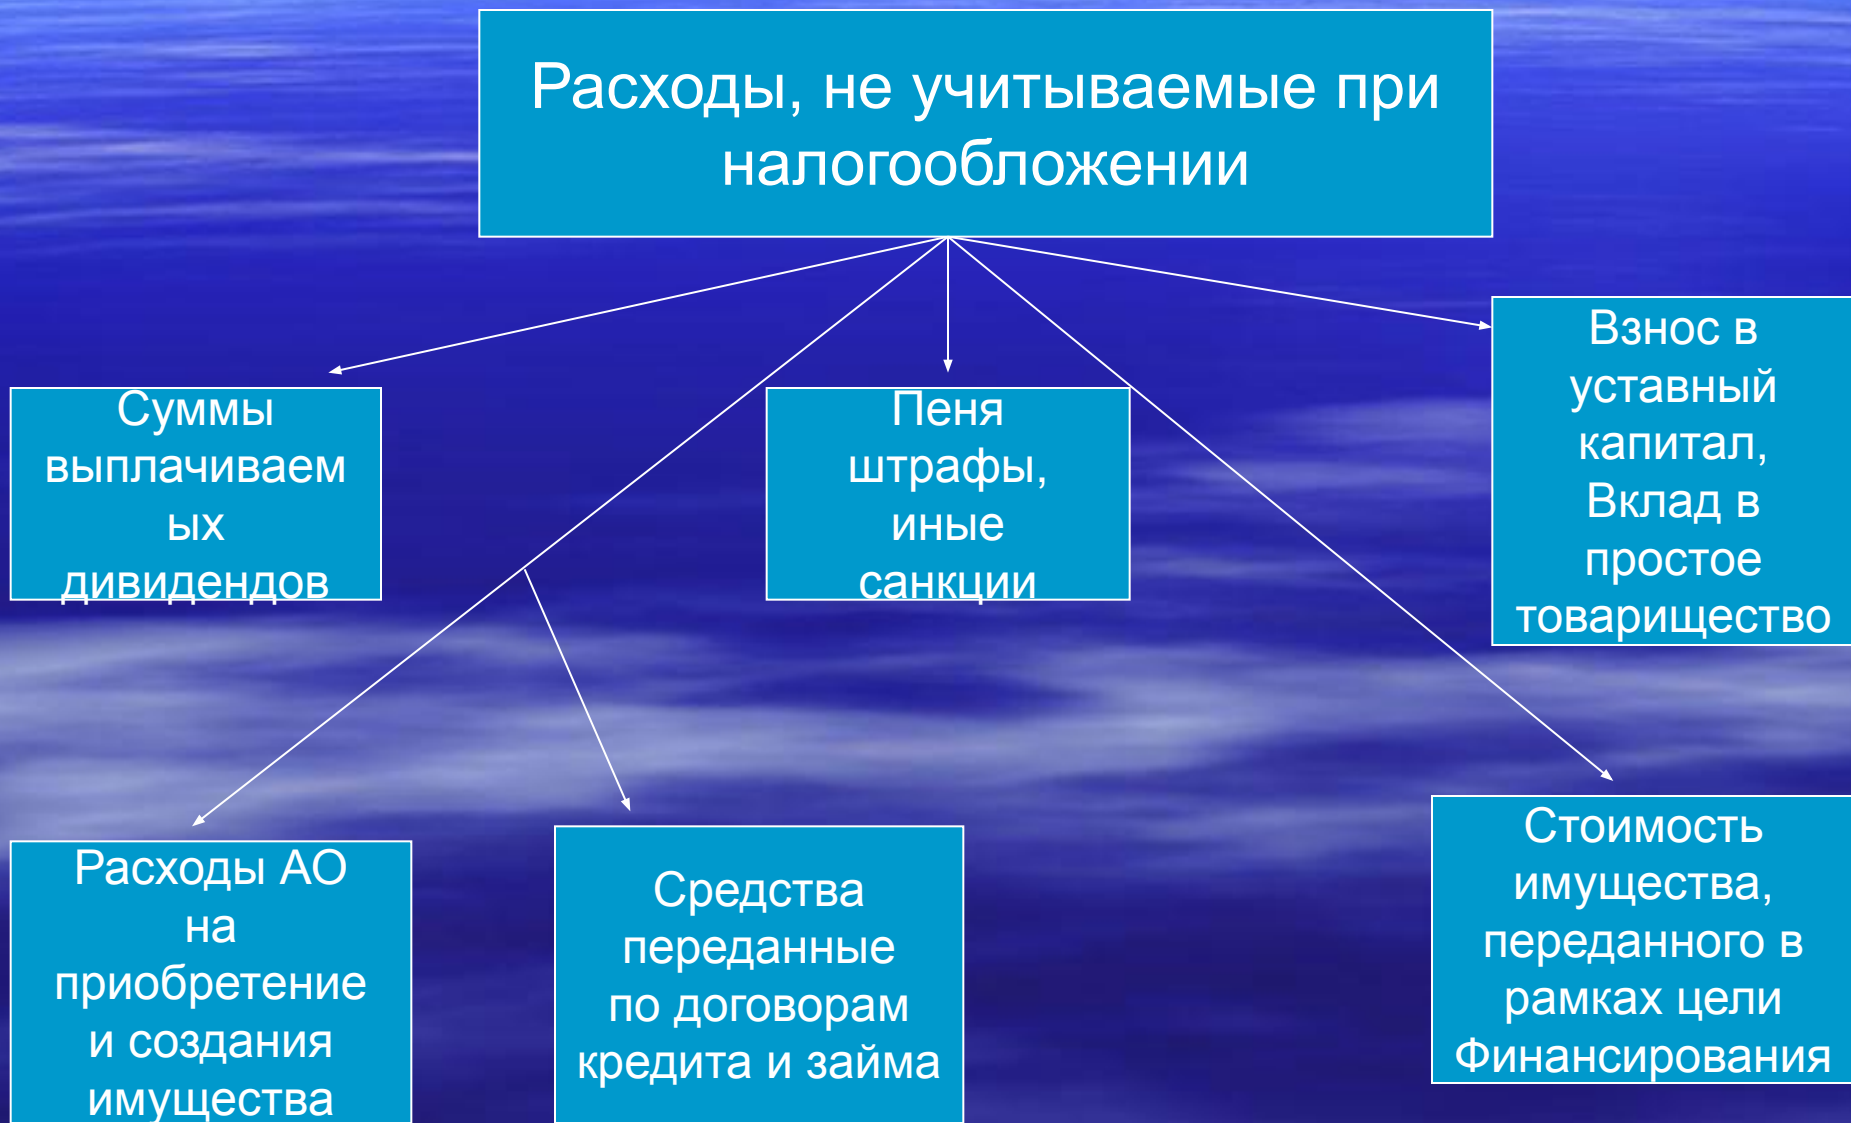 Расходы, не учитываемые при
налогообложении
Суммы
выплачиваем
ых
дивидендов
Пеня
штрафы,
иные
санкции
Взнос в
уставный
капитал,
Вклад в
простое
товарищество
Расходы АО
на
приобретение
и создания
имущества
Средства
переданные
по договорам
кредита и займа
Стоимость
имущества,
переданного в
рамках цели
Финансирования